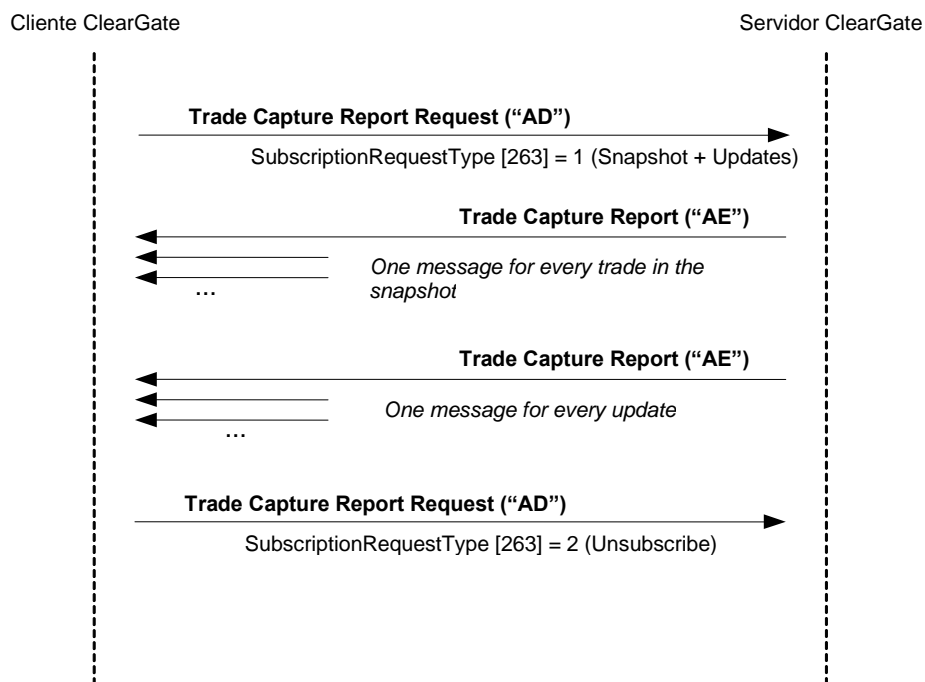 Cliente ClearGate
Servidor ClearGate
Trade Capture Report Request (“AD”)
SubscriptionRequestType [263] = 1 (Snapshot + Updates)
Trade Capture Report (“AE”)
One message for every trade in the
snapshot
...
Trade Capture Report (“AE”)
One message for every update
...
Trade Capture Report Request (“AD”)
SubscriptionRequestType [263] = 2 (Unsubscribe)